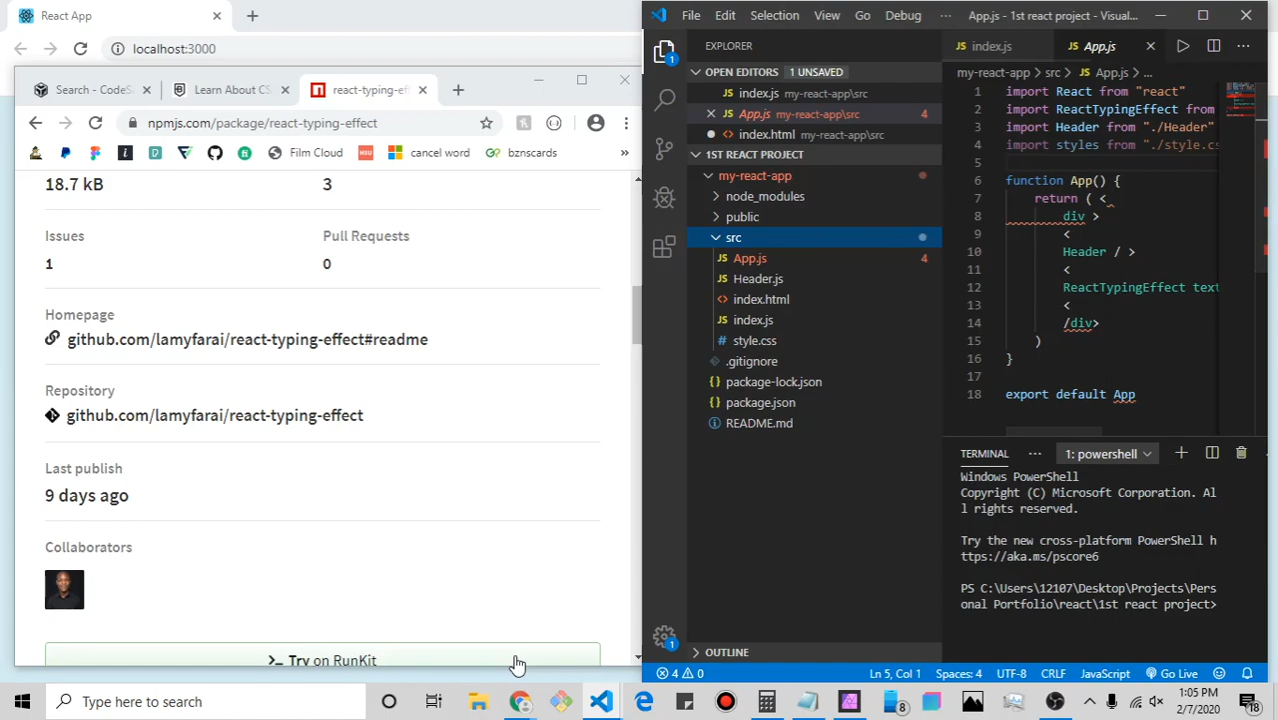 React App
localhost:3000
Search - CodeS
Learn About CS
react-typing-ef
npmjs.com/package/react-typing-effect
Film Cloud
cancel word
bznscards
»
18.7 kB
3
Issues
Pull Requests
1
0
Homepage
github.com/lamyfarai/react-typing-effect#readme
Repository
github.com/lamyfarai/react-typing-effect
Last publish
9 days ago
Collaborators
Try on RunKit
File Edit Selection View Go Debug ··· App.js - 1st react project - Visual...
EXPLORER
OPEN EDITORS 1 UNSAVED
JS index.js my-react-app\src
JS App.js my-react-app\src 4
<> index.html my-react-app\src
1ST REACT PROJECT
my-react-app
node_modules
public
src
JS App.js 4
JS Header.js
<> index.html
JS index.js
# style.css
.gitignore
{} package-lock.json
{} package.json
README.md
OUTLINE
JS index.js JS App.js
my-react-app > src > JS App.js > ...
1 import React from "react"
2 import ReactTypingEffect from
3 import Header from "./Header"
4 import styles from "./style.cs
5
6 function App() {
7 return ( <
8 div >
9 <
10 Header / >
11 <
12 ReactTypingEffect text
13 <
14 /div>
15 )
16 }
17
18 export default App
TERMINAL ··· 1: powershell
Windows PowerShell
Copyright (C) Microsoft Corporation. Al
l rights reserved.
Try the new cross-platform PowerShell h
ttps://aka.ms/pscore6
PS C:\Users\12107\Desktop\Projects\Pers
onal Portfolio\react\1st react project>
4 0 Ln 5, Col 1 Spaces: 4 UTF-8 CRLF JavaScript Go Live
Type here to search
1:05 PM
2/7/2020